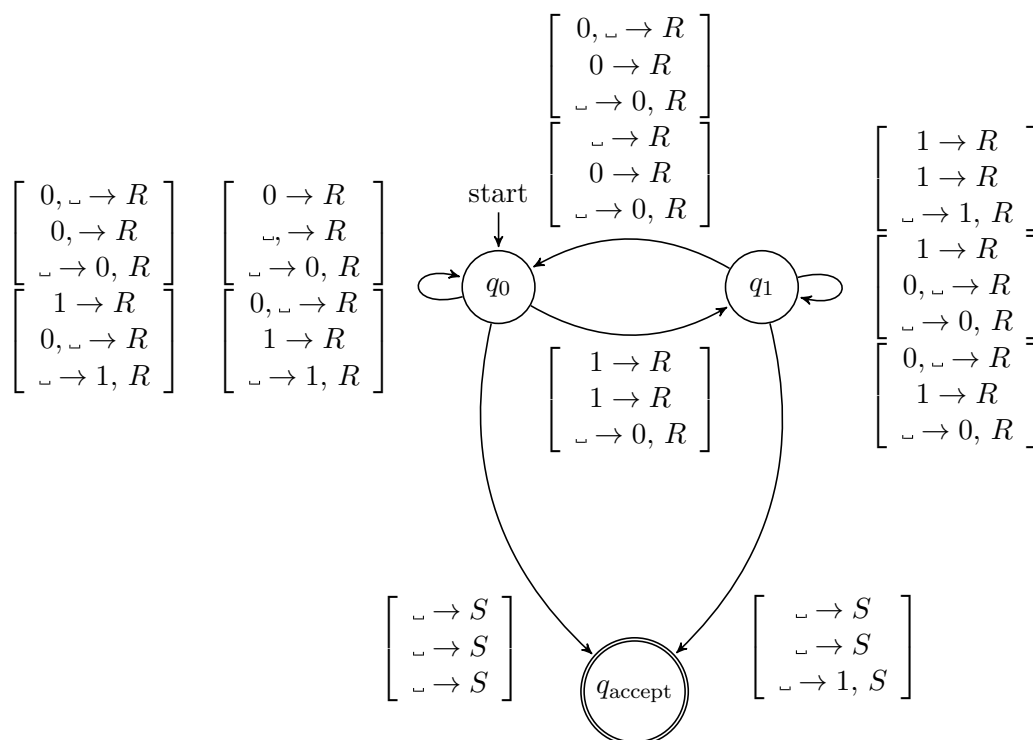 0, ␣ → R
0 → R
␣ → 0, R
␣ → R
0 → R
␣ → 0, R
1 → R
1 → R
␣ → 1, R
1 → R
0, ␣ → R
␣ → 0, R
0, ␣ → R
1 → R
␣ → 0, R
0, ␣ → R
0, → R
␣ → 0, R
1 → R
0, ␣ → R
␣ → 1, R
0 → R
␣, → R
␣ → 0, R
0, ␣ → R
1 → R
␣ → 1, R
start
q0
q1
1 → R
1 → R
␣ → 0, R
␣ → S
␣ → S
␣ → S
␣ → S
␣ → S
␣ → 1, S
qaccept